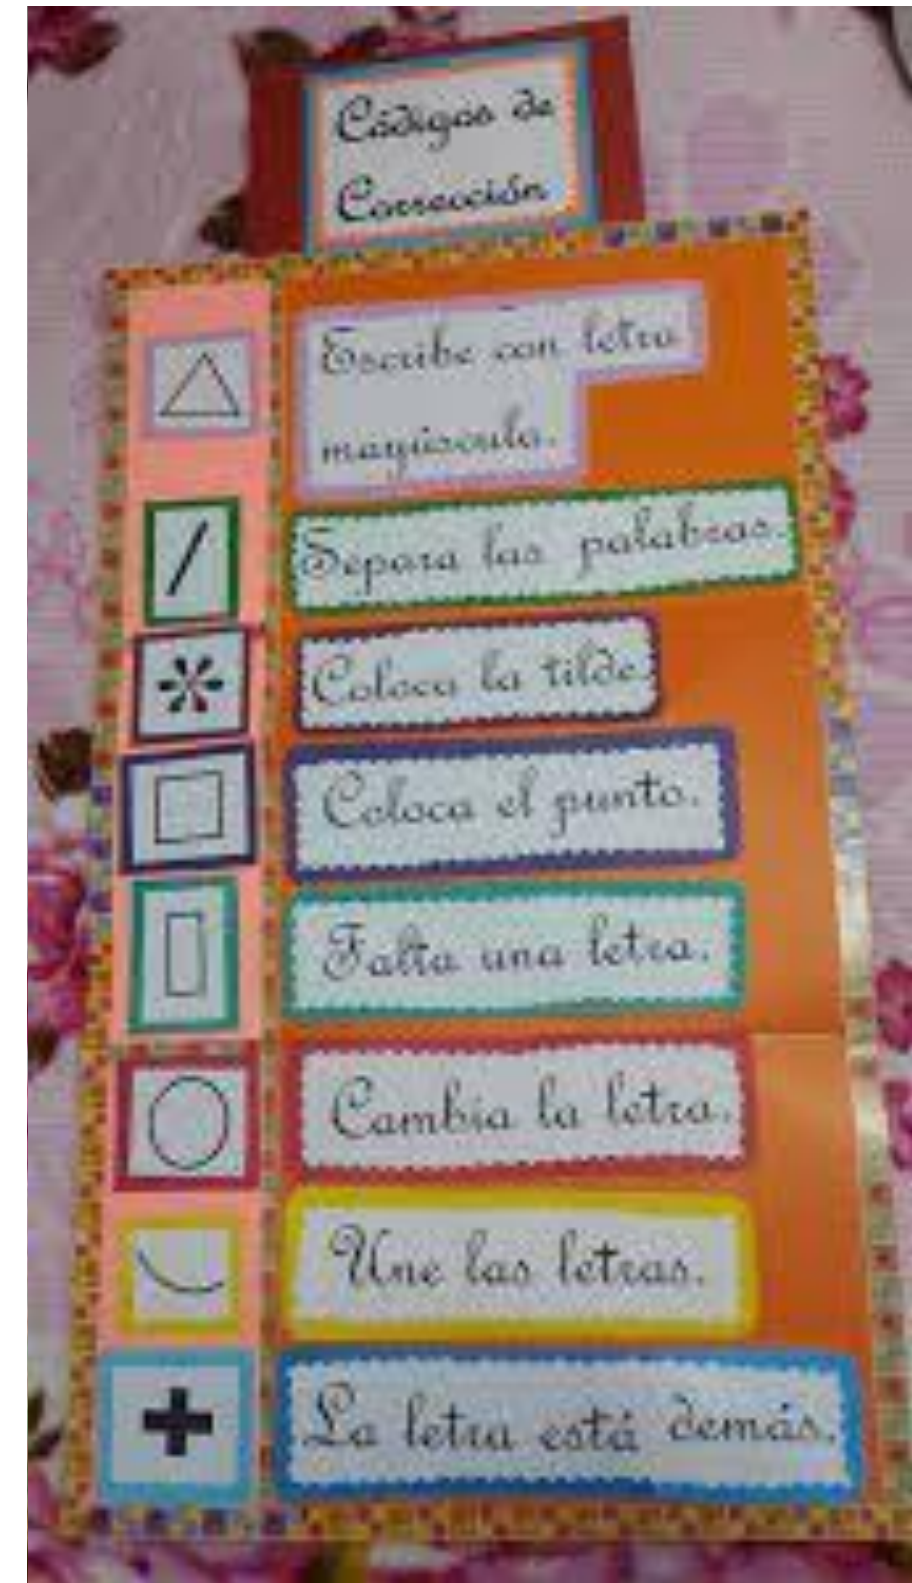 Códigos de
Corrección
Escribe con letra
mayúscula.
Separa las palabras.
Coloca la tilde.
Coloca el punto.
Falta una letra.
Cambia la letra.
Une las letras.
La letra está demás.